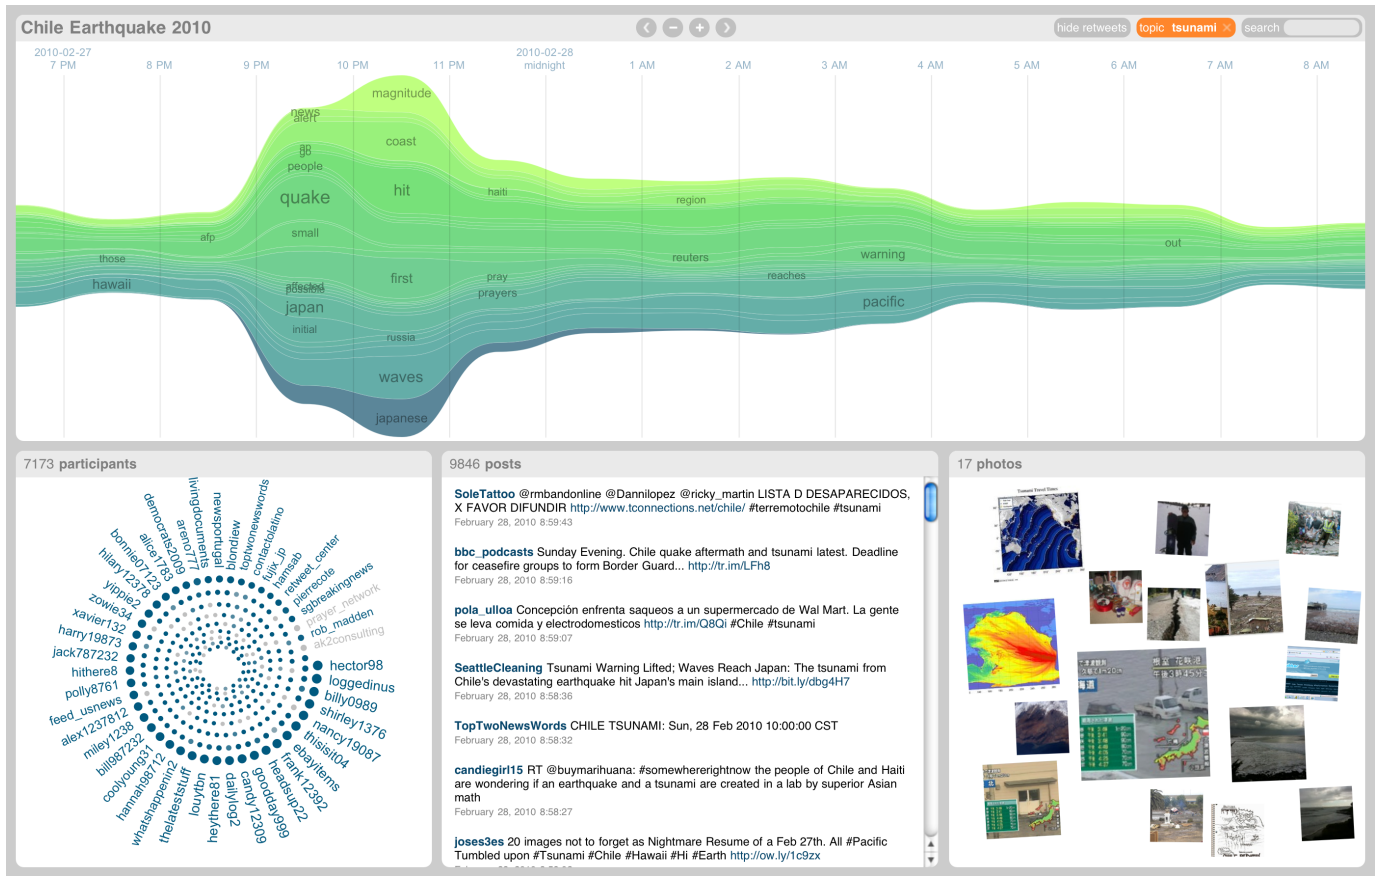 Chile Earthquake 2010
hide retweets
topic tsunami ×
search
2010-02-27
7 PM 8 PM 9 PM 10 PM 11 PM
2010-02-28
midnight 1 AM 2 AM 3 AM 4 AM 5 AM 6 AM 7 AM 8 AM
magnitude
news
alert
coast
ap
go
people
hit
quake
haiti
region
small
afp
out
those
reuters
warning
first
pray
reaches
hawaii
affected
possible
prayers
japan
pacific
initial
russia
waves
japanese
7173 participants
livingdocuments
newsportngal
blondiew
toptwonewswords
contactolatino
fujix_jp
hamsab
retweet_center
pierrecote
sgbreakingnews
prayer_network
rob_madden
ak2consulting
hector98
loggedinus
billy0989
shirley1376
nancy19087
thisisit04
ebayitems
frank12392
headsup22
goodday999
candy12309
dailylog2
heythere81
louytbn
thelateststuff
whatshappenin2
hannah98712
coolyoung31
bill987232
miley1238
alex1237812
feed_usnews
polly8761
hithere8
jack787232
harry19873
xavier132
zowie34
yippie2
hilary12378
bonnie07123
alice1783
democrats2009
areno777
9846 posts
SoleTattoo @rmbandonline @Dannilopez @ricky_martin LISTA D DESAPARECIDOS,
X FAVOR DIFUNDIR http://www.tconnections.net/chile/ #terremotochile #tsunami
February 28, 2010 8:59:43
bbc_podcasts Sunday Evening. Chile quake aftermath and tsunami latest. Deadline
for ceasefire groups to form Border Guard... http://tr.im/LFh8
February 28, 2010 8:59:16
pola_ulloa Concepción enfrenta saqueos a un supermercado de Wal Mart. La gente
se leva comida y electrodomesticos http://tr.im/Q8Qi #Chile #tsunami
February 28, 2010 8:59:07
SeattleCleaning Tsunami Warning Lifted; Waves Reach Japan: The tsunami from
Chile's devastating earthquake hit Japan's main island... http://bit.ly/dbg4H7
February 28, 2010 8:58:36
TopTwoNewsWords CHILE TSUNAMI: Sun, 28 Feb 2010 10:00:00 CST
February 28, 2010 8:58:32
candiegirl15 RT @buymarihuana: #somewhererightnow the people of Chile and Haiti
are wondering if an earthquake and a tsunami are created in a lab by superior Asian
math
February 28, 2010 8:58:27
joses3es 20 images not to forget as Nightmare Resume of a Feb 27th. All #Pacific
Tumbled upon #Tsunami #Chile #Hawaii #Hi #Earth http://ow.ly/1c9zx
17 photos
Tsunami Travel Times